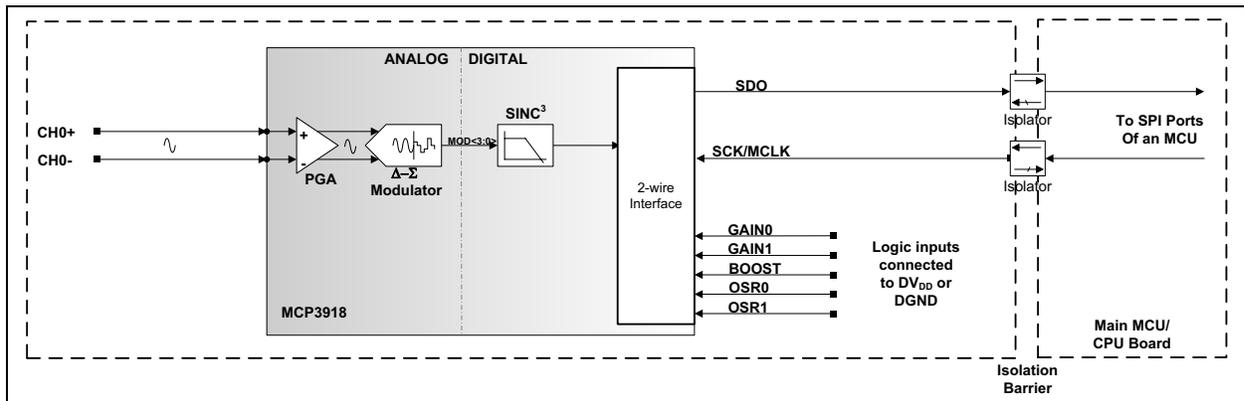 ANALOG
DIGITAL
SDO
Isolator
SINC³
CH0+
CH0-
+
-
MOD<3:0>
PGA
Δ–Σ
Modulator
To SPI Ports
Of an MCU
SCK/MCLK
Isolator
2-wire
Interface
GAIN0
GAIN1
BOOST
OSR0
OSR1
Logic inputs
connected
to DVDD or
DGND
MCP3918
Main MCU/
CPU Board
Isolation
Barrier